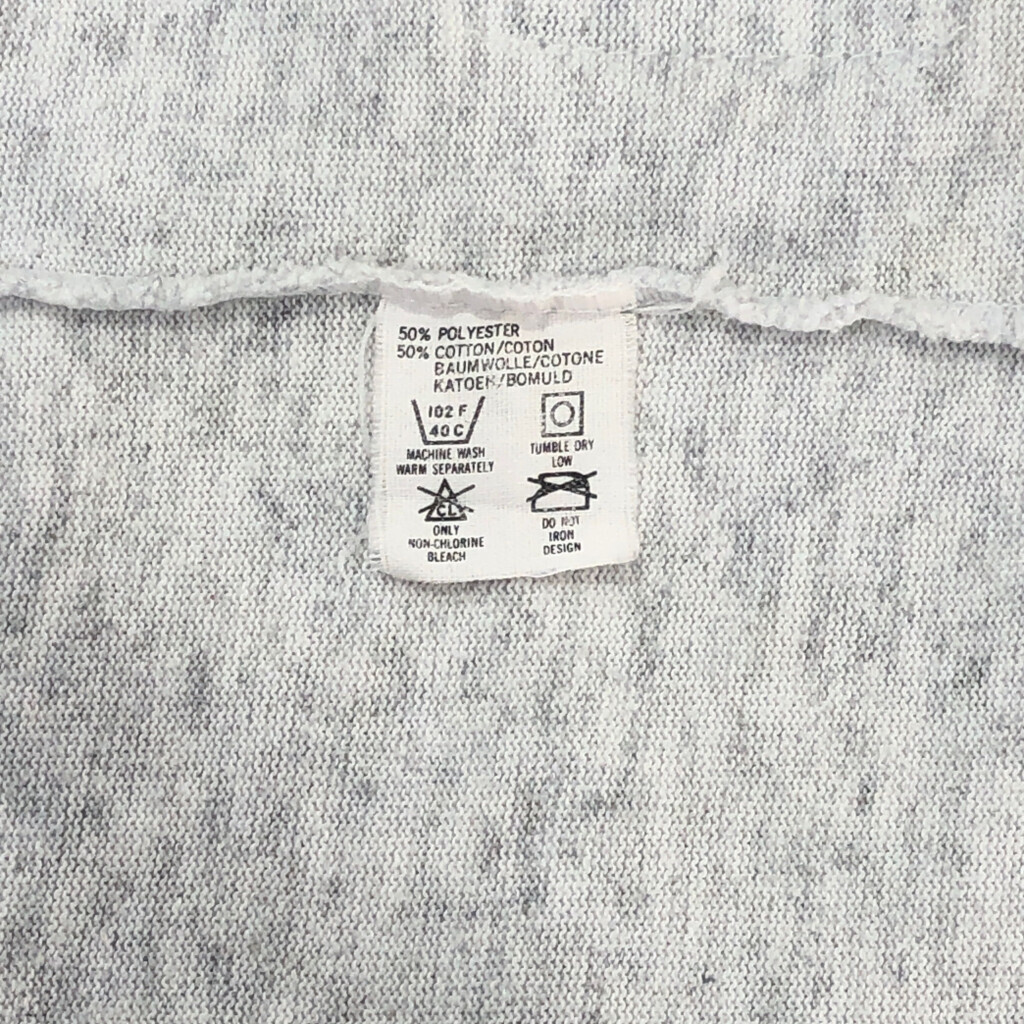 50% POLYESTER
50% COTTON/COTON
BAUMWOLLE/COTONE
KATOEN/BOMULD
102 F
40 C
MACHINE WASH
WARM SEPARATELY
TUMBLE DRY
LOW
CL
ONLY
NON-CHLORINE
BLEACH
DO NOT
IRON
DESIGN